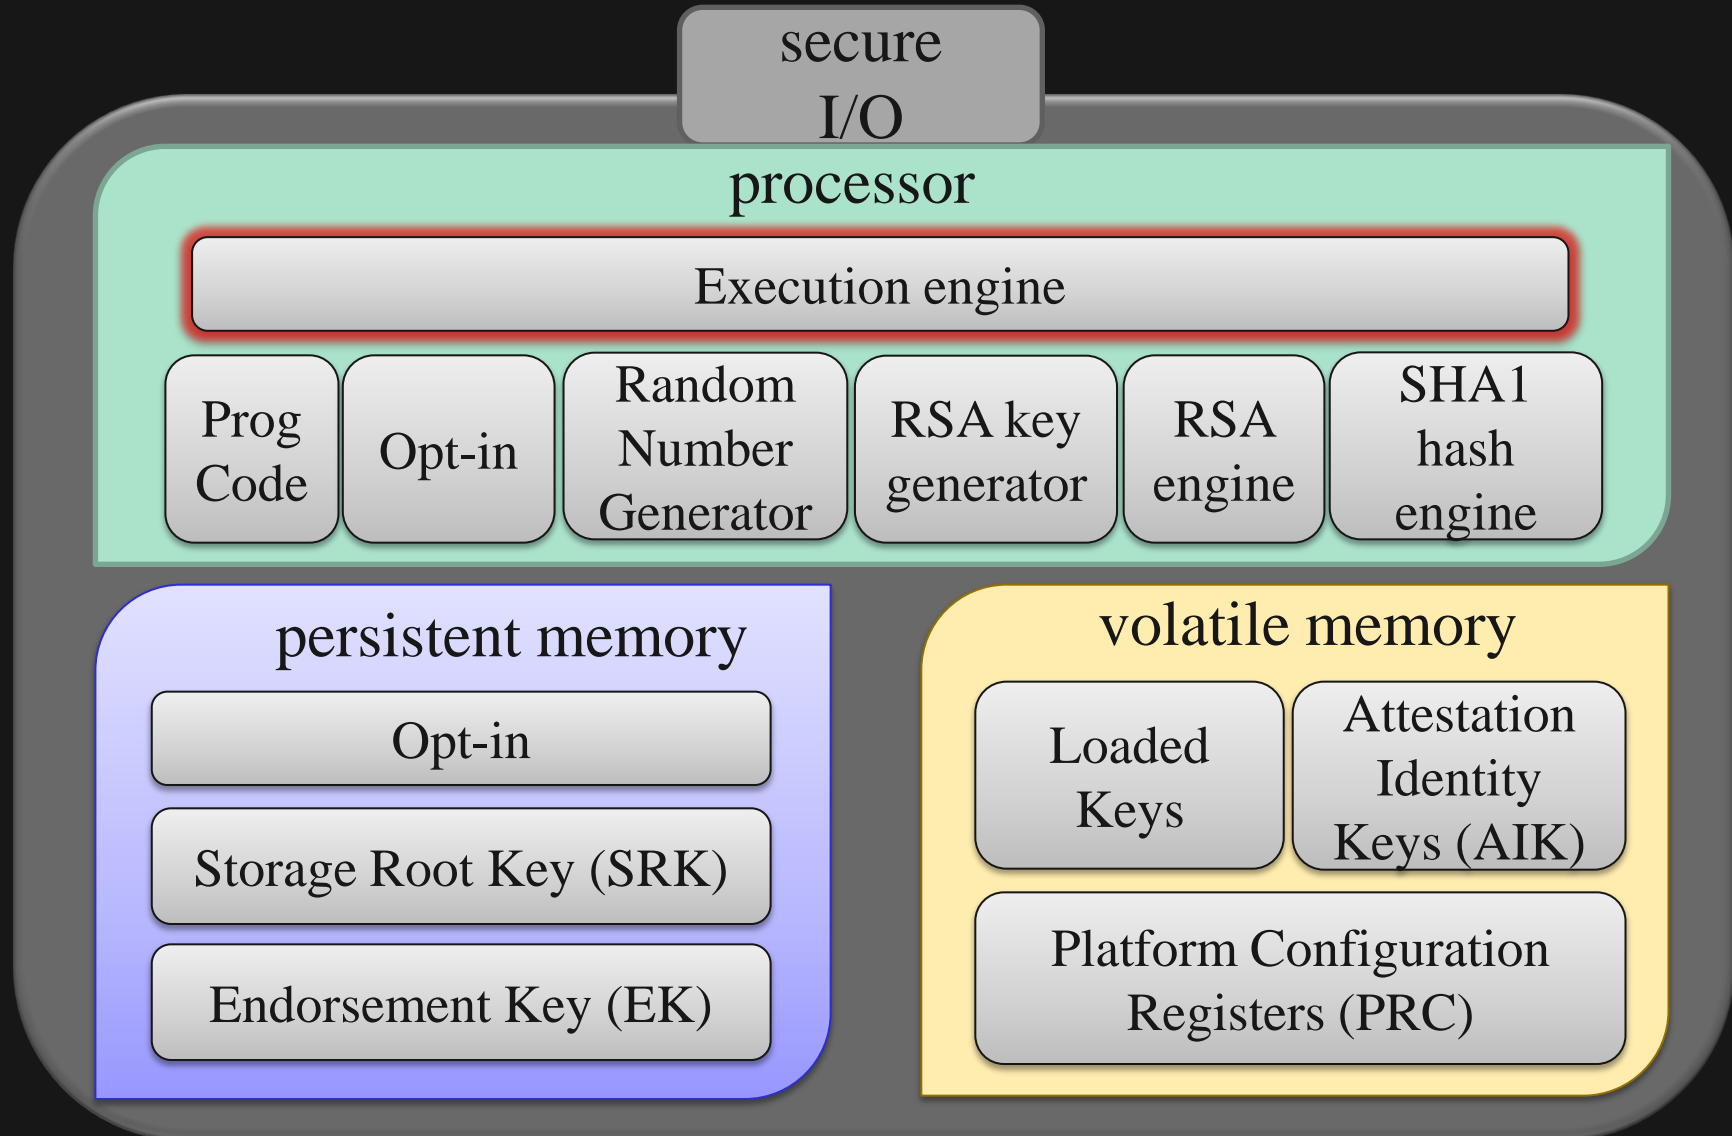 secure
I/O
processor
Execution engine
Prog
Code
Opt-in
Random
Number
Generator
RSA key
generator
RSA
engine
SHA1
hash
engine
persistent memory
Opt-in
Storage Root Key (SRK)
Endorsement Key (EK)
volatile memory
Loaded
Keys
Attestation
Identity
Keys (AIK)
Platform Configuration
Registers (PRC)